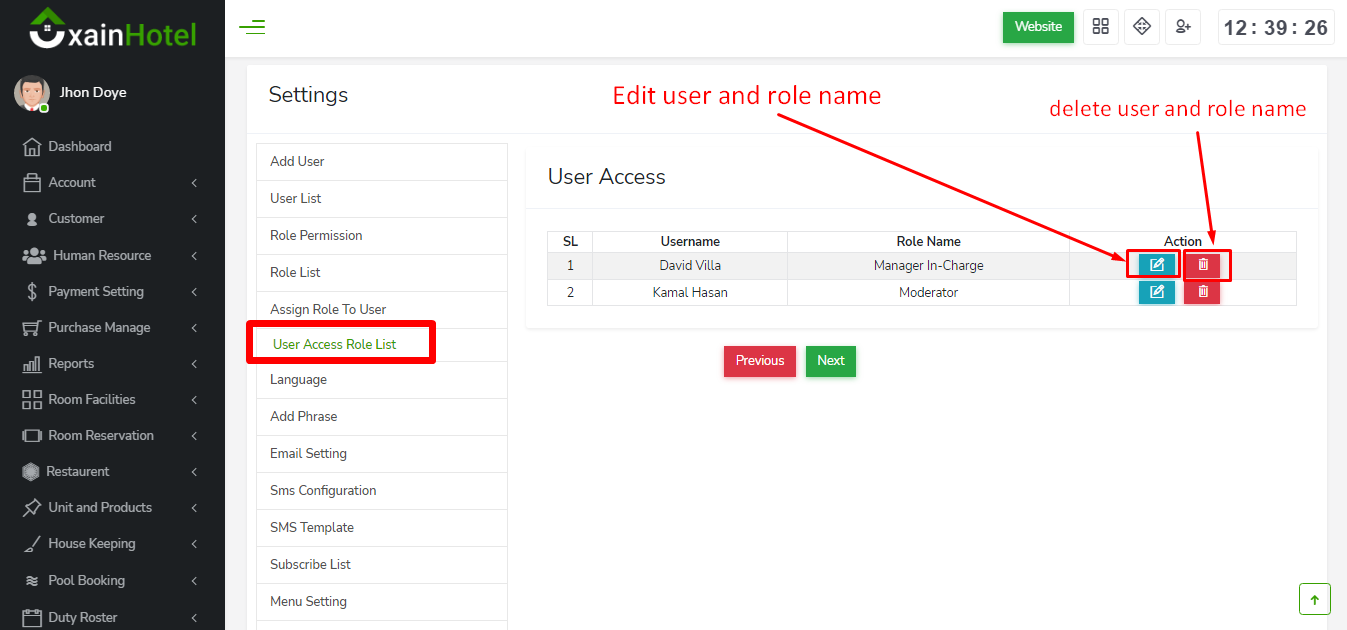 xainHotel
Website
12:39:26
Jhon Doye
Dashboard
Account
Customer
Human Resource
Payment Setting
Purchase Manage
Reports
Room Facilities
Room Reservation
Restaurent
Unit and Products
House Keeping
Pool Booking
Duty Roster
Settings
Edit user and role name
delete user and role name
Add User
User List
Role Permission
Role List
Assign Role To User
User Access Role List
Language
Add Phrase
Email Setting
Sms Configuration
SMS Template
Subscribe List
Menu Setting
User Access
SL Username Role Name Action
1 David Villa Manager In-Charge
2 Kamal Hasan Moderator
Previous Next